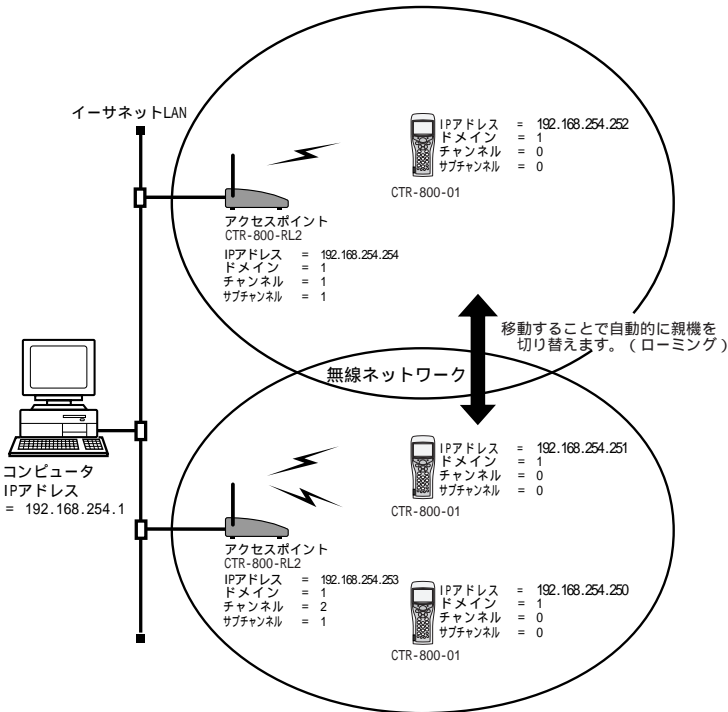 イーサネットLAN
IPアドレス = 192.168.254.252
ドメイン = 1
チャンネル = 0
サブチャンネル = 0
CTR-800-01
アクセスポイント
CTR-800-RL2
IPアドレス = 192.168.254.254
ドメイン = 1
チャンネル = 1
サブチャンネル = 1
移動することで自動的に親機を
切り替えます。（ローミング）
無線ネットワーク
コンピュータ
IPアドレス
= 192.168.254.1
IPアドレス = 192.168.254.251
ドメイン = 1
チャンネル = 0
サブチャンネル = 0
CTR-800-01
アクセスポイント
CTR-800-RL2
IPアドレス = 192.168.254.253
ドメイン = 1
チャンネル = 2
サブチャンネル = 1
IPアドレス = 192.168.254.250
ドメイン = 1
チャンネル = 0
サブチャンネル = 0
CTR-800-01